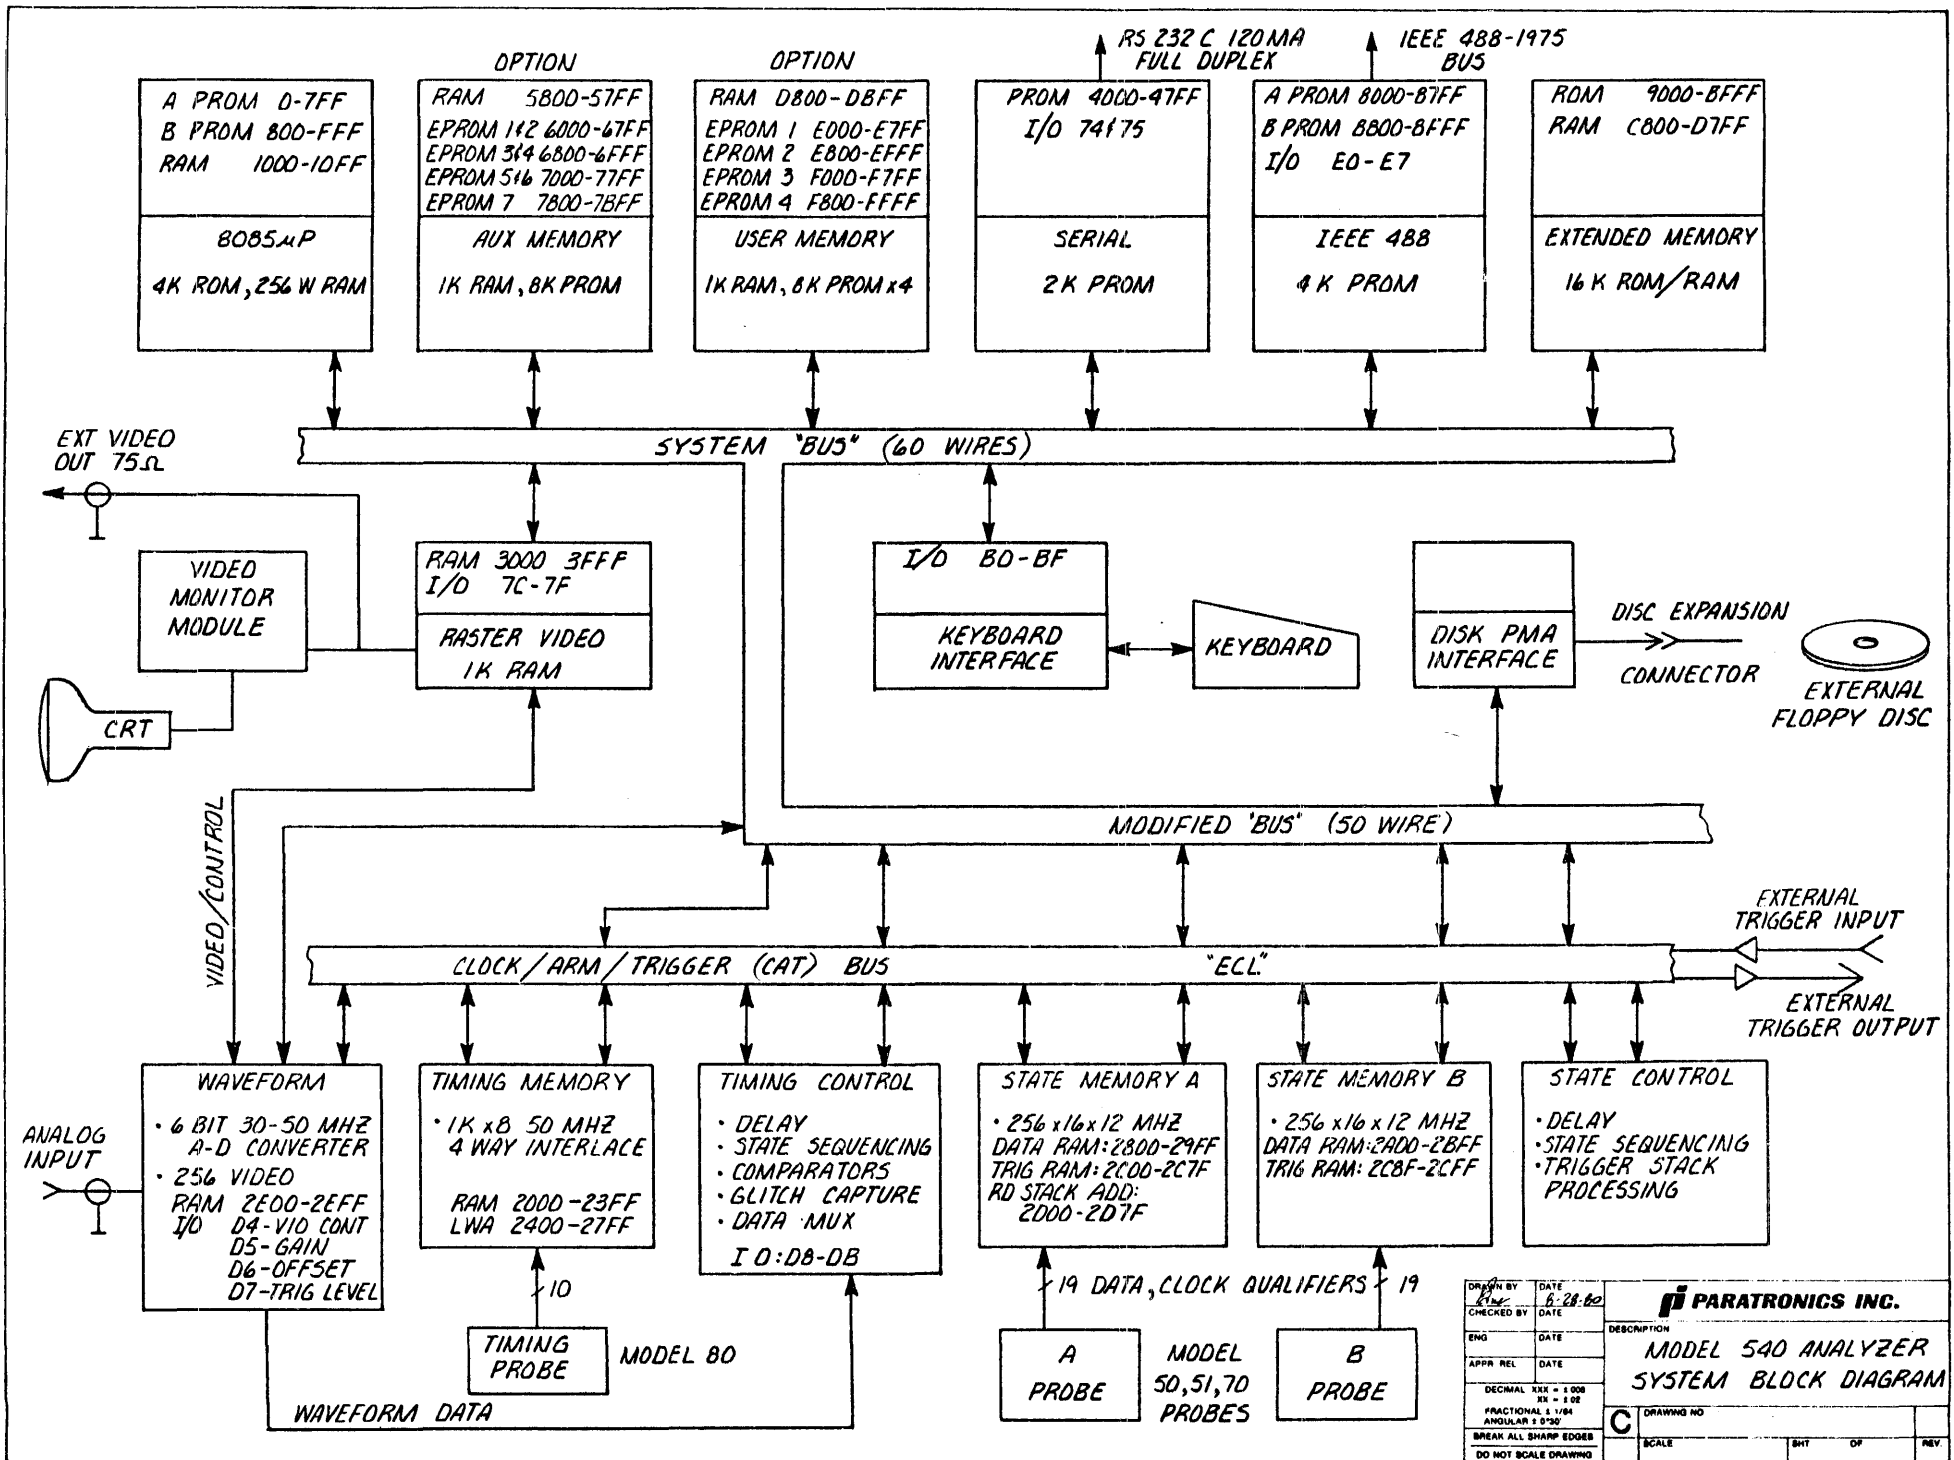 RS 232 C 120MA
FULL DUPLEX
IEEE 488-1975
BUS
OPTION
OPTION
A PROM 0-7FF
B PROM 800-FFF
RAM 1000-10FF
8085µP
4K ROM, 256 W RAM
RAM 5800-57FF
EPROM 1&2 6000-67FF
EPROM 3&4 6800-6FFF
EPROM 5&6 7000-77FF
EPROM 7 7800-7BFF
AUX MEMORY
1K RAM, 8K PROM
RAM D800-DBFF
EPROM 1 E000-E7FF
EPROM 2 E800-EFFF
EPROM 3 F000-F7FF
EPROM 4 F800-FFFF
USER MEMORY
1K RAM, 8K PROM x4
PROM 4000-47FF
I/O 74&75
SERIAL
2K PROM
A PROM 8000-87FF
B PROM 8800-8FFF
I/O E0-E7
IEEE 488
4K PROM
ROM 9000-BFFF
RAM C800-D7FF
EXTENDED MEMORY
16K ROM/RAM
SYSTEM "BUS" (60 WIRES)
EXT VIDEO
OUT 75Ω
VIDEO
MONITOR
MODULE
CRT
RAM 3000 3FFF
I/O 7C-7F
RASTER VIDEO
1K RAM
I/O B0-BF
KEYBOARD
INTERFACE
KEYBOARD
DISK PMA
INTERFACE
DISC EXPANSION
CONNECTOR
EXTERNAL
FLOPPY DISC
VIDEO/CONTROL
MODIFIED "BUS" (50 WIRE)
EXTERNAL
TRIGGER INPUT
CLOCK/ARM/TRIGGER (CAT) BUS "ECL"
EXTERNAL
TRIGGER OUTPUT
ANALOG
INPUT
WAVEFORM
• 6 BIT 30-50 MHZ
A-D CONVERTER
• 256 VIDEO
RAM 2E00-2EFF
I/O D4-VIO CONT
D5-GAIN
D6-OFFSET
D7-TRIG LEVEL
TIMING MEMORY
• 1K x8 50 MHZ
4 WAY INTERLACE
RAM 2000-23FF
LWA 2400-27FF
TIMING CONTROL
• DELAY
• STATE SEQUENCING
• COMPARATORS
• GLITCH CAPTURE
• DATA MUX
I O:D8-DB
STATE MEMORY A
• 256 x16x12 MHZ
DATA RAM:2800-29FF
TRIG RAM:2C00-2C7F
RD STACK ADD:
2D00-2D7F
STATE MEMORY B
• 256 x16x12 MHZ
DATA RAM:2A00-2BFF
TRIG RAM: 2C8F-2CFF
STATE CONTROL
• DELAY
• STATE SEQUENCING
• TRIGGER STACK
PROCESSING
10
19 DATA, CLOCK QUALIFIERS 19
TIMING
PROBE
MODEL 80
A
PROBE
MODEL
50,51,70
PROBES
B
PROBE
WAVEFORM DATA
DRAWN BY
DATE
CHECKED BY
DATE
ENG
DATE
APPR REL
DATE
DECIMAL XXX = ± 008
XX = ± 02
FRACTIONAL ± 1/64
ANGULAR ± 0°30'
BREAK ALL SHARP EDGES
DO NOT SCALE DRAWING
PARATRONICS INC.
DESCRIPTION
MODEL 540 ANALYZER
SYSTEM BLOCK DIAGRAM
C
DRAWING NO
SCALE
SHT OF
REV.